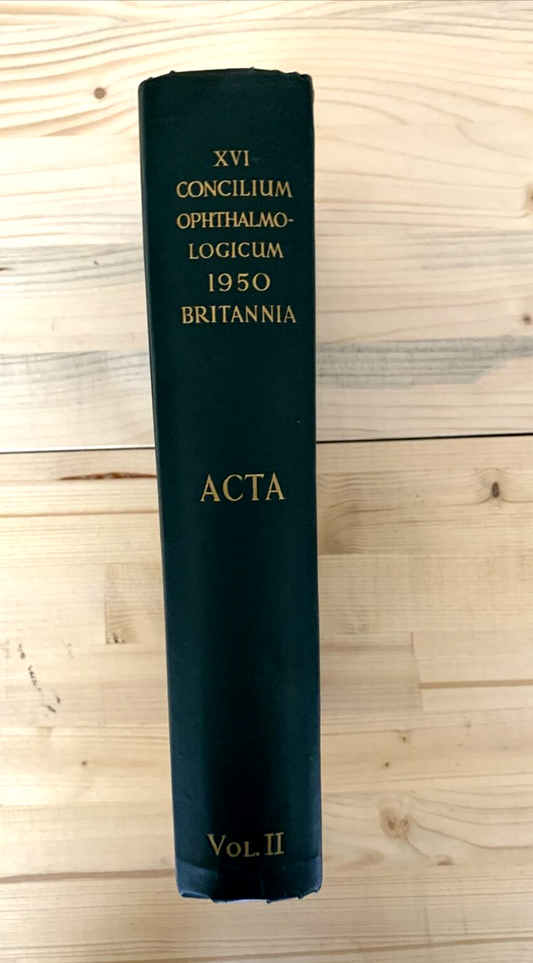 XVI
CONCILIUM
OPHTHALMO-
LOGICUM
1950
BRITANNIA
ACTA
VOL. II